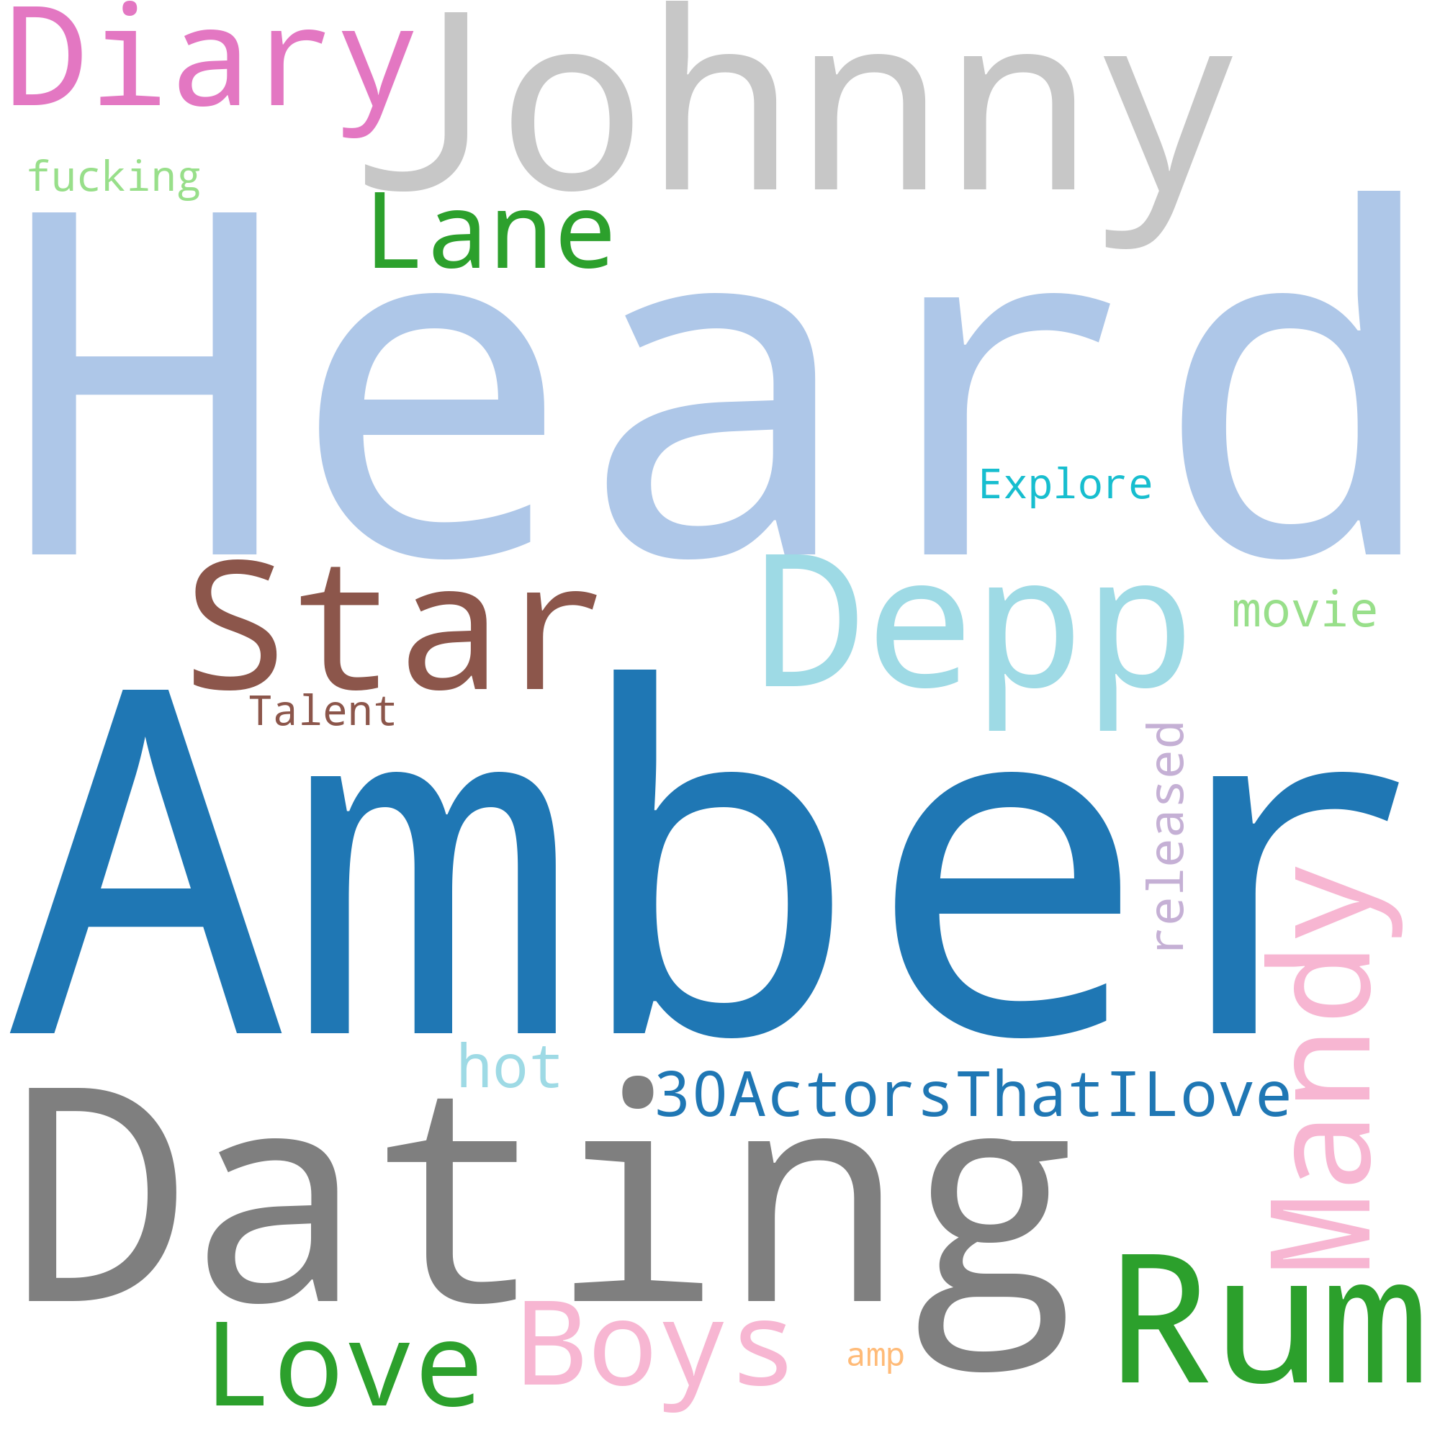 Diary
Johnny
fucking
Lane
Heard
Explore
Star
Depp
movie
Talent
Amber
released
Mandy
hot
30ActorsThatILove
Dating
Rum
Love
Boys
amp